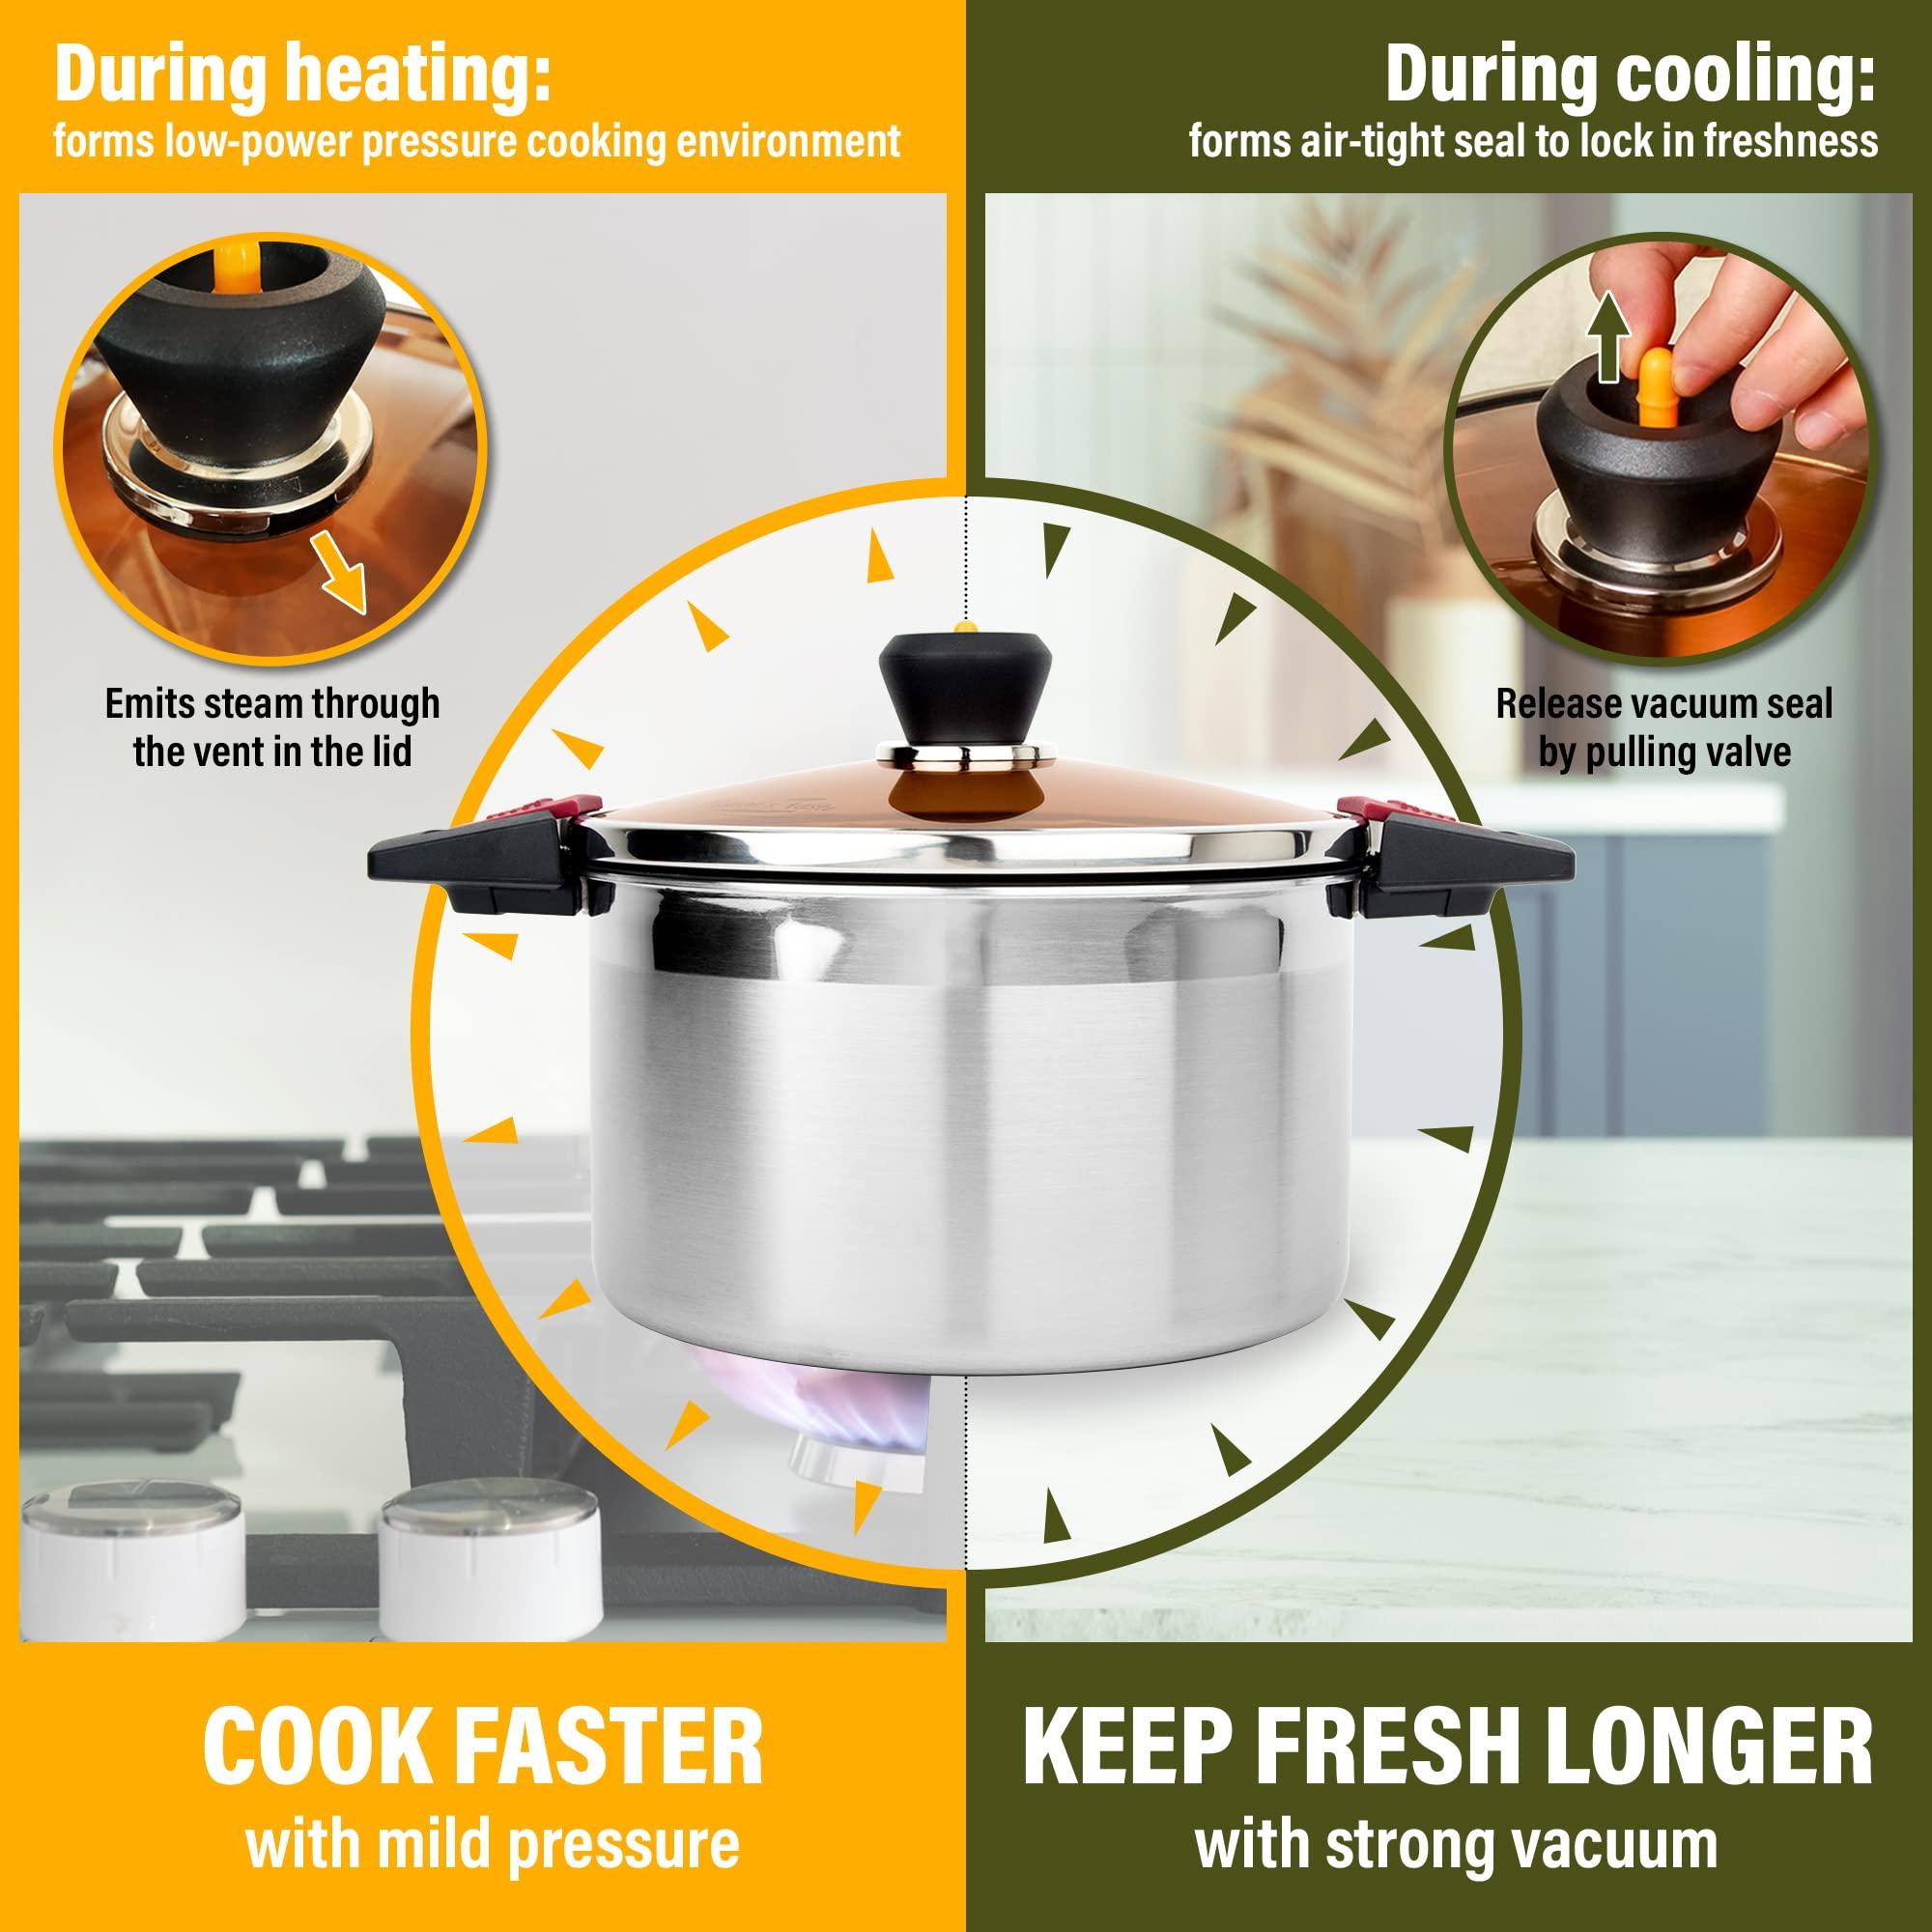 During heating:
forms low-power pressure cooking environment
During cooling:
forms air-tight seal to lock in freshness
Emits steam through
the vent in the lid
Release vacuum seal
by pulling valve
COOK FASTER
with mild pressure
KEEP FRESH LONGER
with strong vacuum